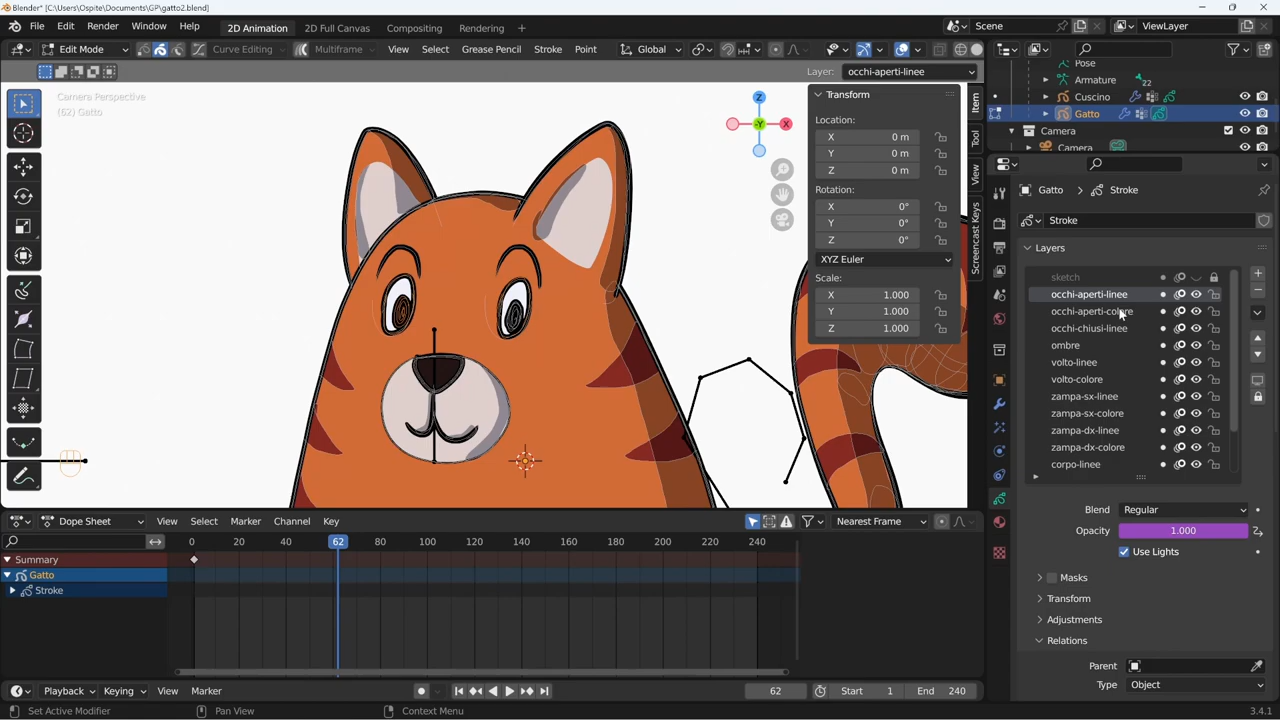 Blender* [C:\Users\Ospite\Documents\GP\gatto2.blend]
File Edit Render Window Help 2D Animation 2D Full Canvas Compositing Rendering + Scene ViewLayer
Edit Mode Curve Editing Multiframe View Select Grease Pencil Stroke Point Global
Layer: occhi-aperti-linee
Camera Perspective
(62) Gatto
Z
-Y
X
Transform
Location:
X 0 m
Y 0 m
Z 0 m
Rotation:
X 0°
Y 0°
Z 0°
XYZ Euler
Scale:
X 1.000
Y 1.000
Z 1.000
Item
Tool
View
Screencast Keys
Pose
Armature 22
Cuscino
Gatto
Camera
Camera
Gatto > Stroke
Stroke
Layers
sketch
occhi-aperti-linee
occhi-aperti-colore
occhi-chiusi-linee
ombre
volto-linee
volto-colore
zampa-sx-linee
zampa-sx-colore
zampa-dx-linee
zampa-dx-colore
corpo-linee
Blend Regular
Opacity 1.000
Use Lights
Masks
Transform
Adjustments
Relations
Parent
Type Object
Dope Sheet View Select Marker Channel Key Nearest Frame
0 20 40 62 80 100 120 140 160 180 200 220 240
Summary
Gatto
Stroke
Playback Keying View Marker 62 Start 1 End 240
Set Active Modifier Pan View Context Menu 3.4.1